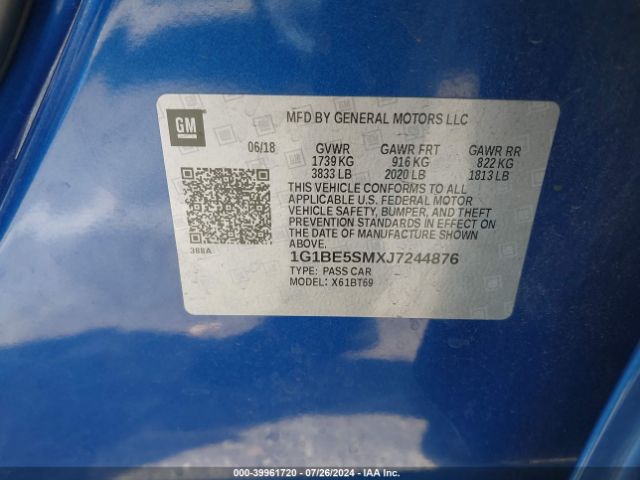 GM
MFD BY GENERAL MOTORS LLC
06/18 GVWR GAWR FRT GAWR RR
1739 KG 916 KG 822 KG
3833 LB 2020 LB 1813 LB
THIS VEHICLE CONFORMS TO ALL
APPLICABLE U.S. FEDERAL MOTOR
VEHICLE SAFETY, BUMPER, AND THEFT
PREVENTION STANDARDS IN EFFECT ON
THE DATE OF MANUFACTURE SHOWN
ABOVE.
388A
1G1BE5SMXJ7244876
TYPE: PASS CAR
MODEL: X61BT69
000-39961720 - 07/26/2024 - IAA Inc.